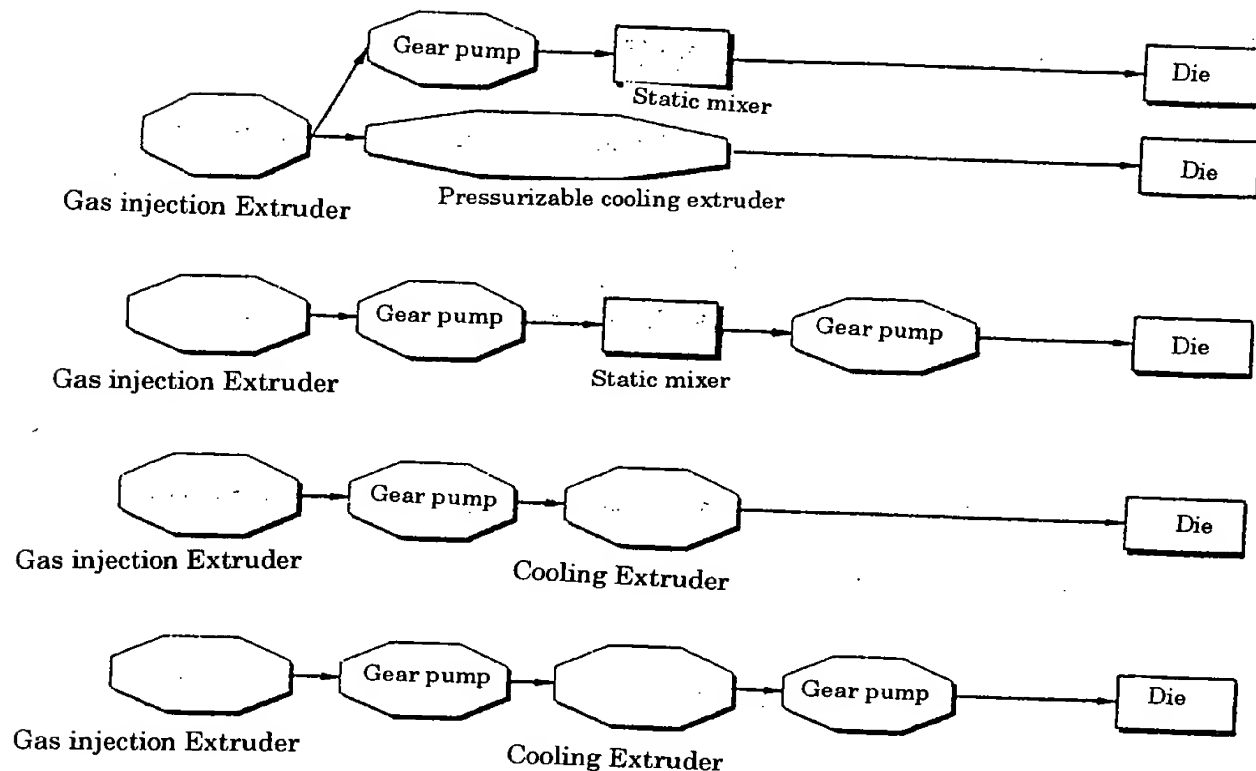 Gear pump
Die
Static mixer
Die
Gas injection Extruder
Pressurizable cooling extruder
Gear pump
Gear pump
Die
Gas injection Extruder
Static mixer
Gear pump
Die
Gas injection Extruder
Cooling Extruder
Gear pump
Gear pump
Die
Gas injection Extruder
Cooling Extruder